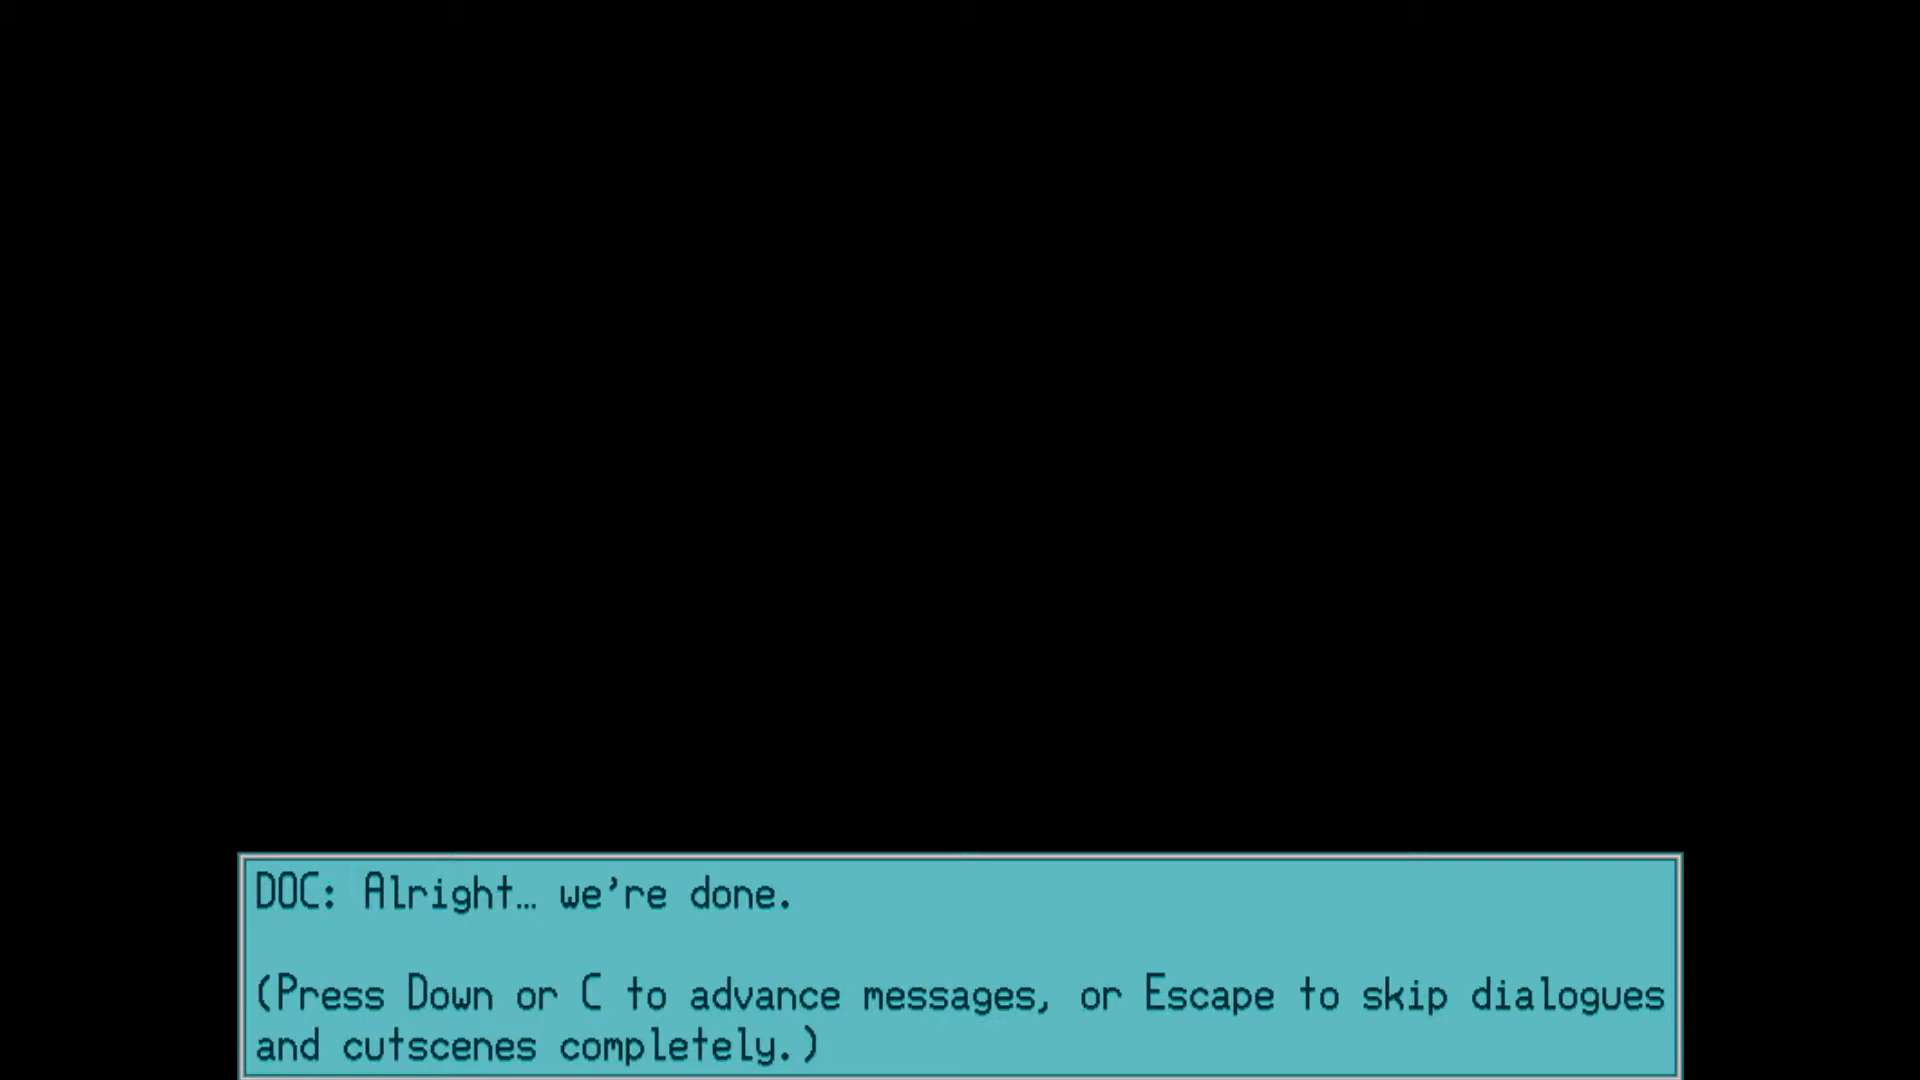 DOC: Alright… we’re done.
(Press Down or C to advance messages, or Escape to skip dialogues
and cutscenes completely.)